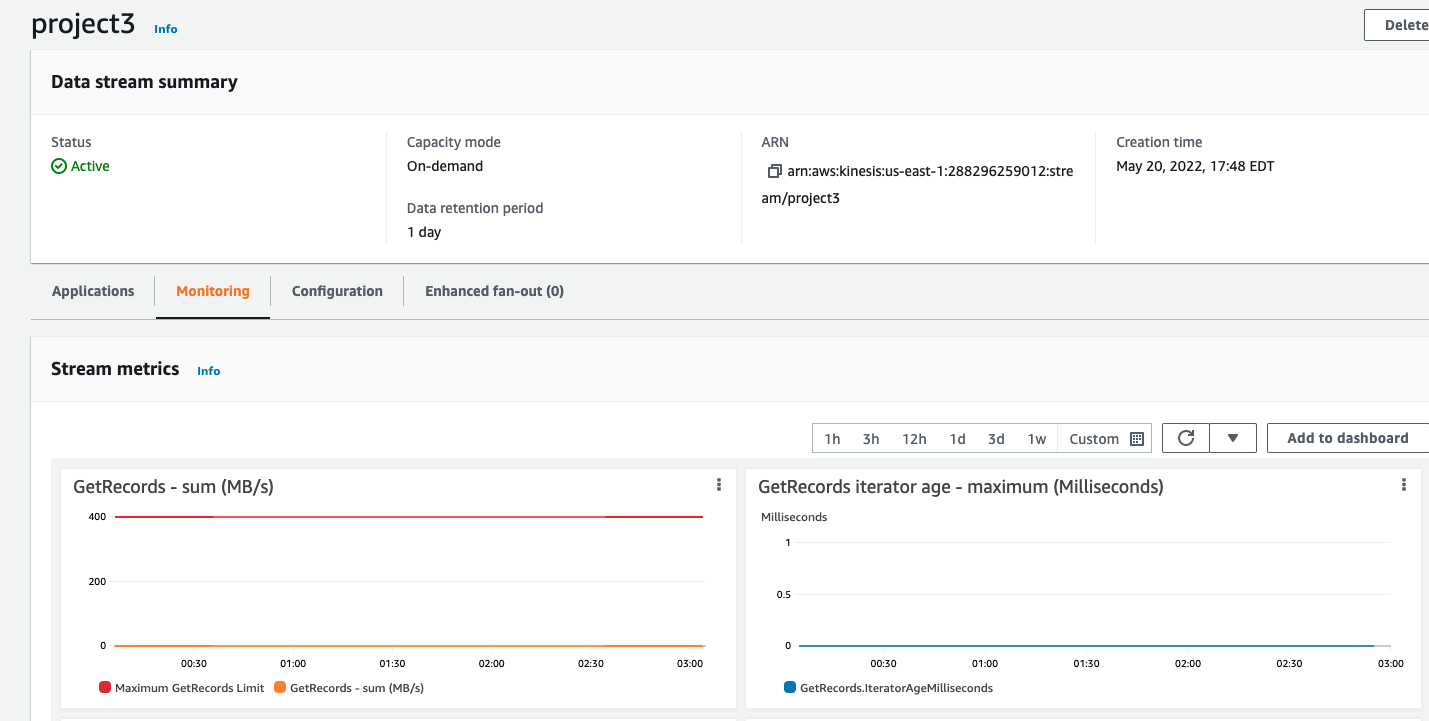 project3 Info
Delete
Data stream summary
Status
Active
Capacity mode
On-demand
Data retention period
1 day
ARN
arn:aws:kinesis:us-east-1:288296259012:stre
am/project3
Creation time
May 20, 2022, 17:48 EDT
Applications Monitoring Configuration Enhanced fan-out (0)
Stream metrics Info
1h 3h 12h 1d 3d 1w Custom Add to dashboard
GetRecords - sum (MB/s)
400
200
0
00:30 01:00 01:30 02:00 02:30 03:00
Maximum GetRecords Limit GetRecords - sum (MB/s)
GetRecords iterator age - maximum (Milliseconds)
Milliseconds
1
0.5
0
00:30 01:00 01:30 02:00 02:30 03:00
GetRecords.IteratorAgeMilliseconds